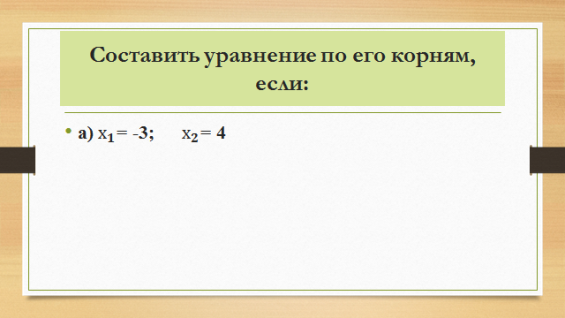 Составить уравнение по его корням,
если:
• а) x₁= -3; x₂= 4